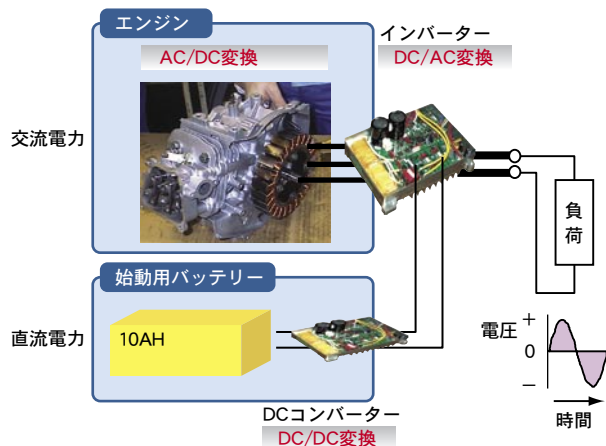 エンジン
インバーター
AC/DC変換
DC/AC変換
交流電力
負
荷
始動用バッテリー
直流電力
10AH
電圧
+
0
−
時間
DCコンバーター
DC/DC変換